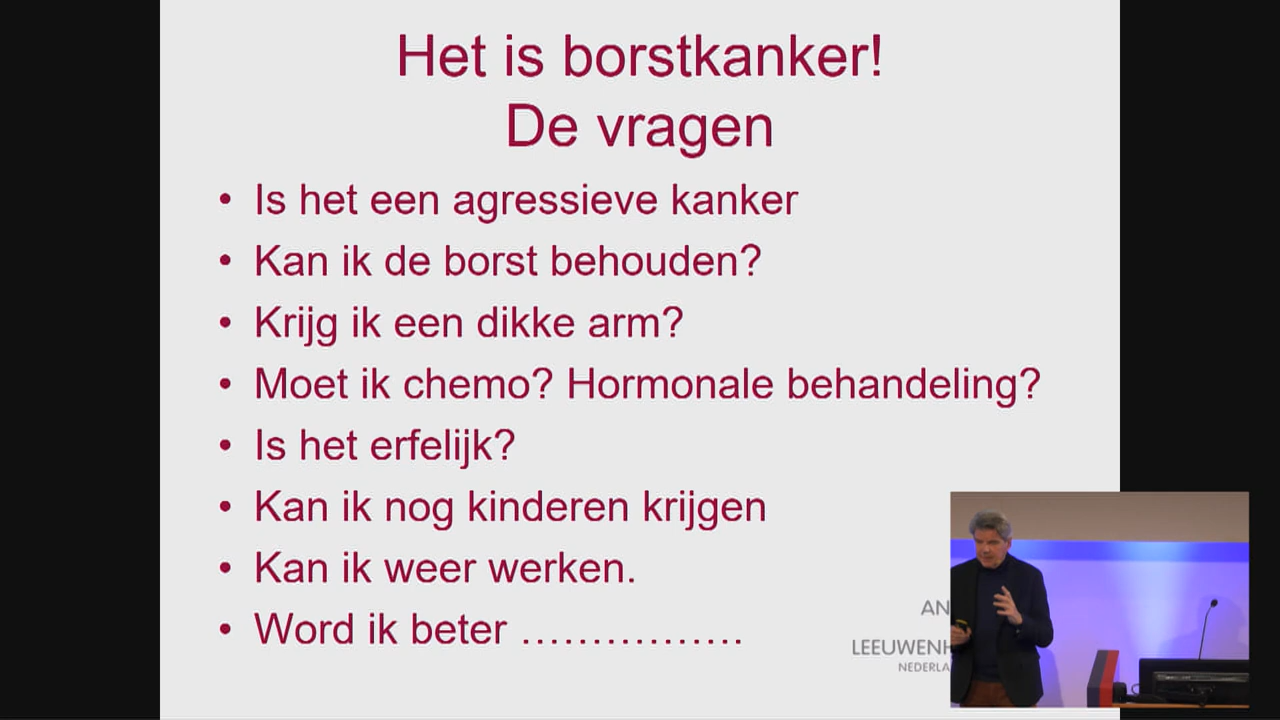 Het is borstkanker!
De vragen
• Is het een agressieve kanker
• Kan ik de borst behouden?
• Krijg ik een dikke arm?
• Moet ik chemo? Hormonale behandeling?
• Is het erfelijk?
• Kan ik nog kinderen krijgen
• Kan ik weer werken.
• Word ik beter ................
AN
LEEUWENH
NEDERLA